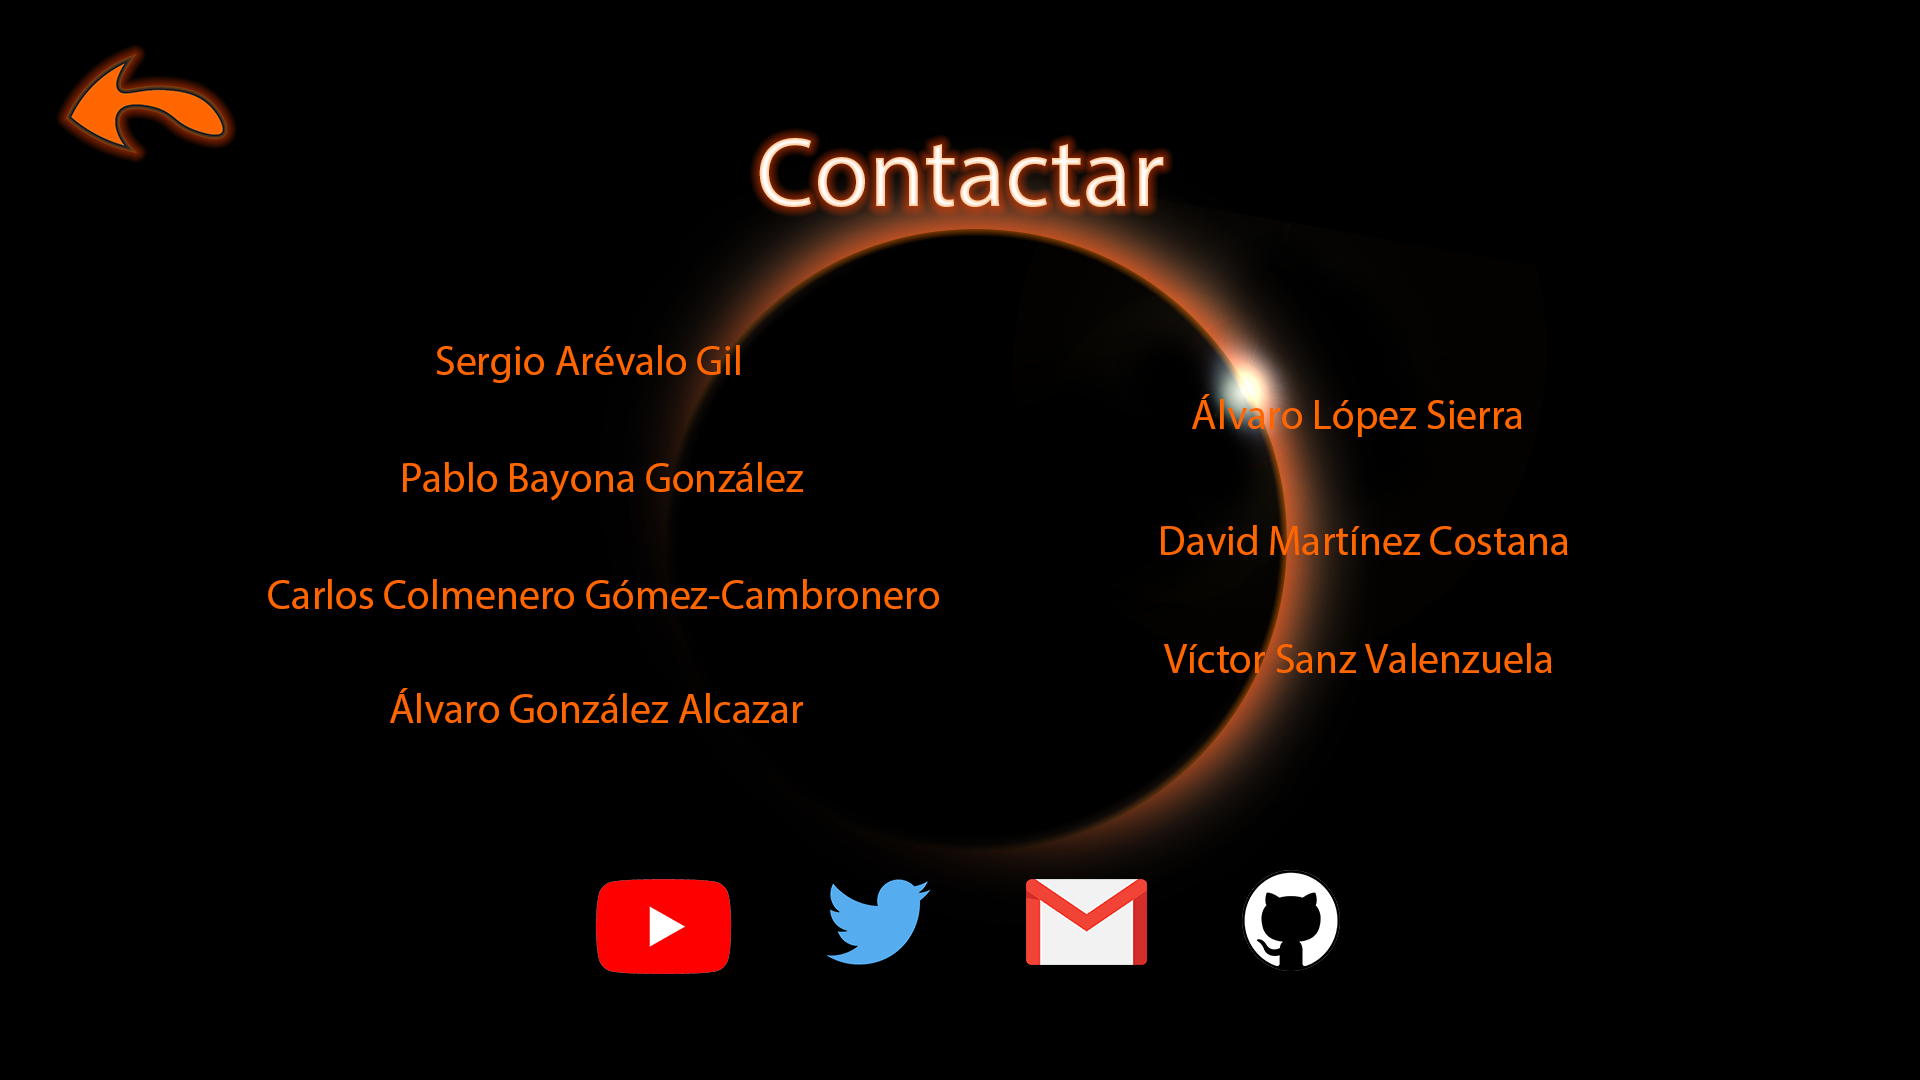 Contactar
Sergio Arévalo Gil
Pablo Bayona González
Carlos Colmenero Gómez-Cambronero
Álvaro González Alcazar
Álvaro López Sierra
David Martínez Costana
Víctor Sanz Valenzuela